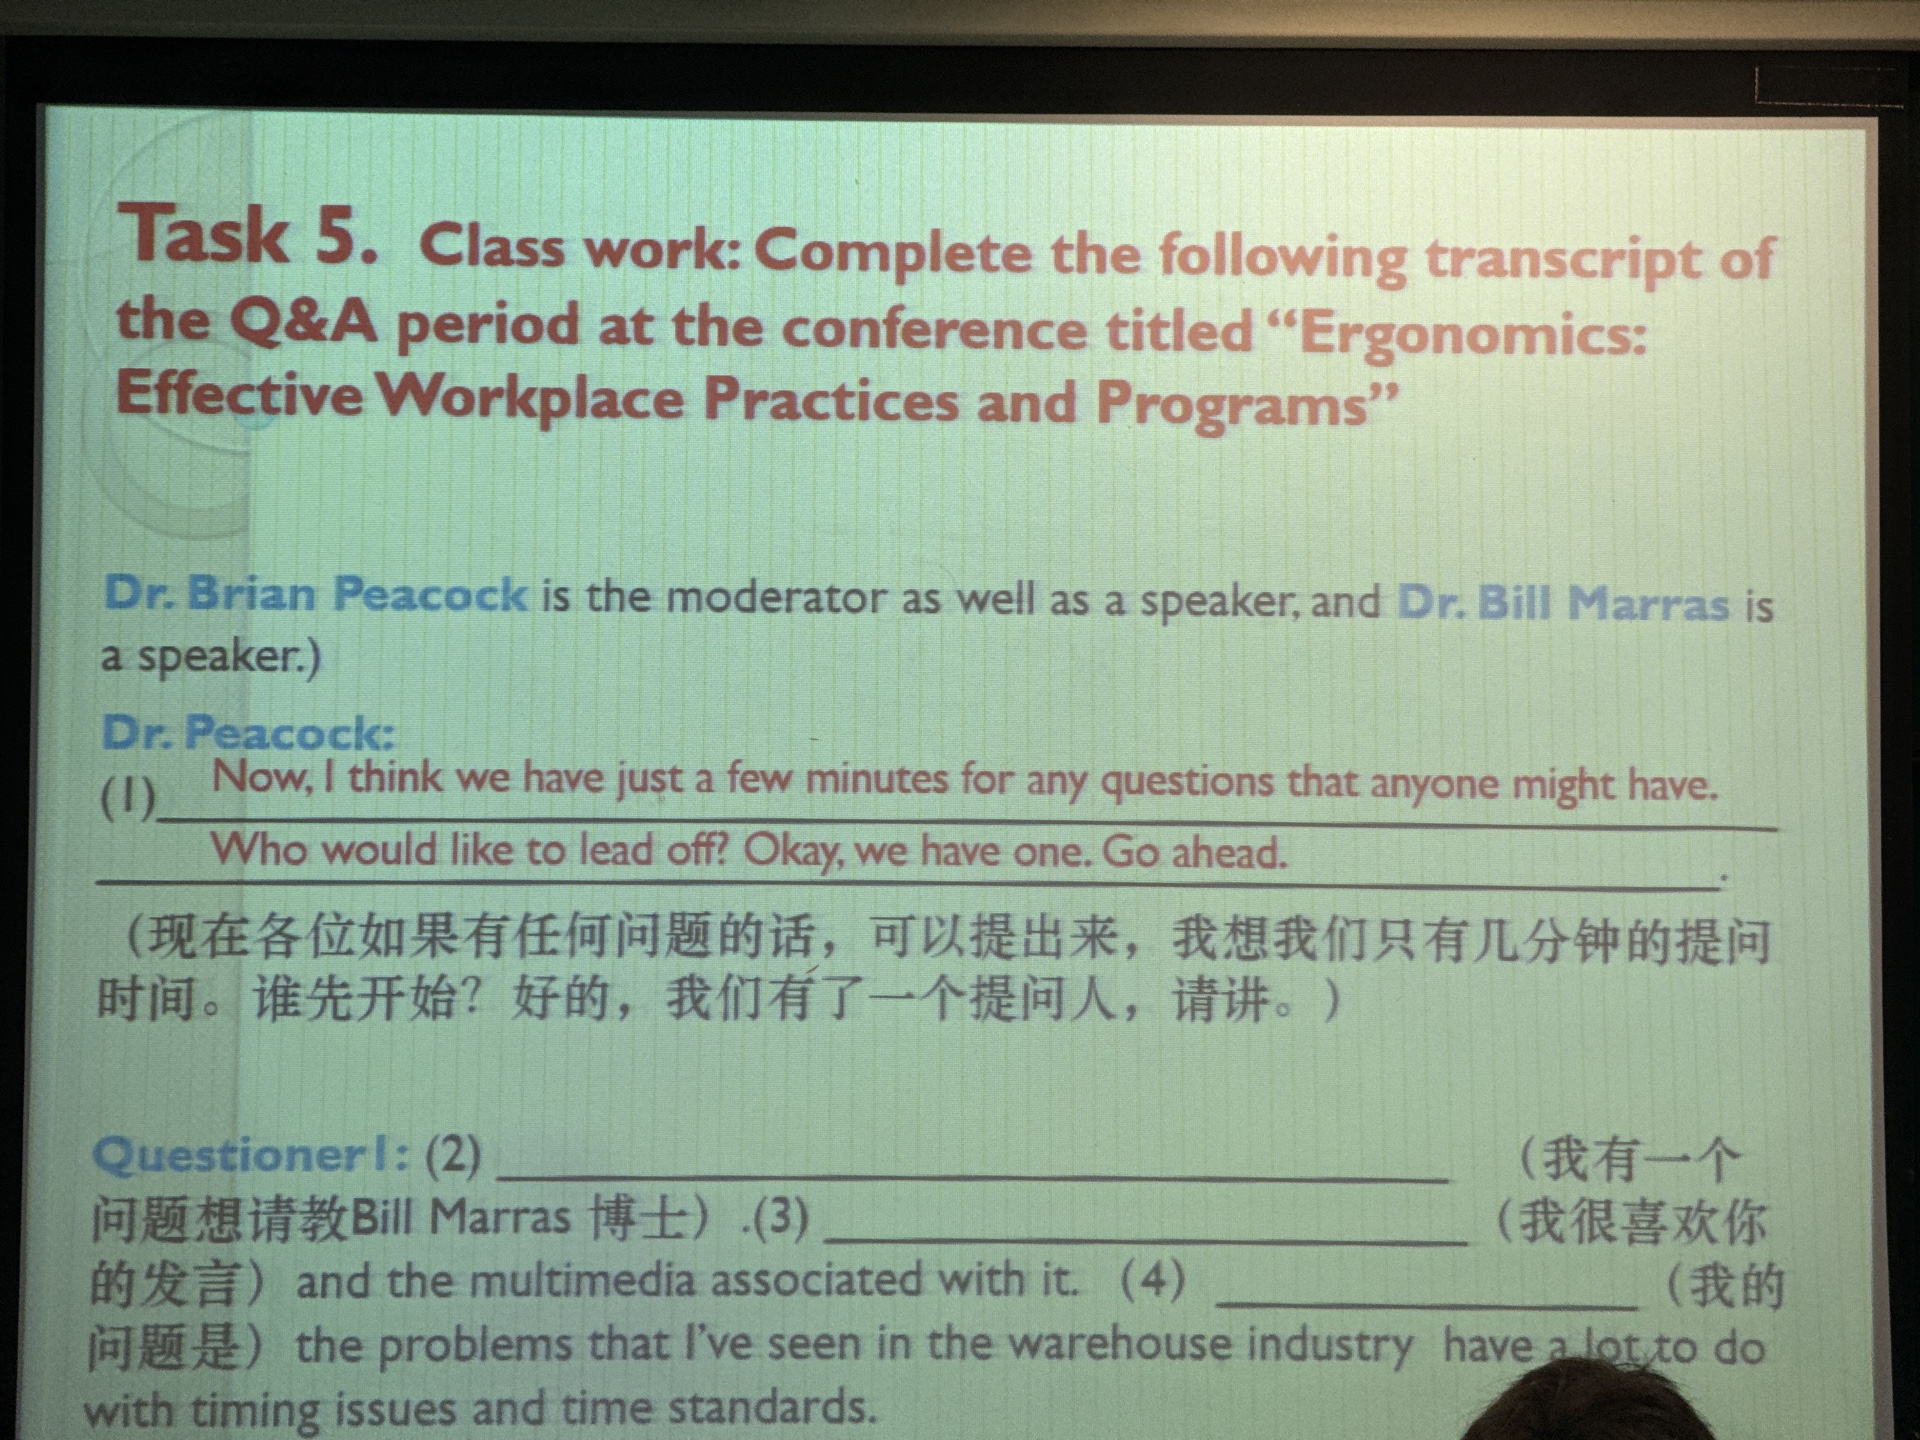 Task 5. Class work: Complete the following transcript of
the Q&A period at the conference titled “Ergonomics:
Effective Workplace Practices and Programs”
Dr. Brian Peacock is the moderator as well as a speaker, and Dr. Bill Marras is
a speaker.)
Dr. Peacock:
(1) Now, I think we have just a few minutes for any questions that anyone might have.
Who would like to lead off? Okay, we have one. Go ahead. .
（现在各位如果有任何问题的话，可以提出来，我想我们只有几分钟的提问
时间。谁先开始？好的，我们有了一个提问人，请讲。）
Questioner1: (2) ____________ （我有一个
问题想请教Bill Marras 博士）.(3) ____________ （我很喜欢你
的发言） and the multimedia associated with it. (4) ____________ （我的
问题是） the problems that I’ve seen in the warehouse industry have a lot to do
with timing issues and time standards.